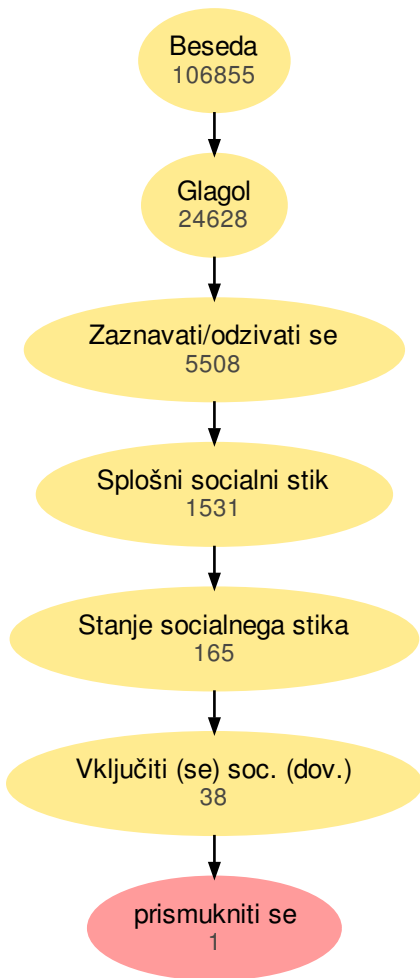 Beseda
106855
Glagol
24628
Zaznavati/odzivati se
5508
Splošni socialni stik
1531
Stanje socialnega stika
165
Vključiti (se) soc. (dov.)
38
prismukniti se
1